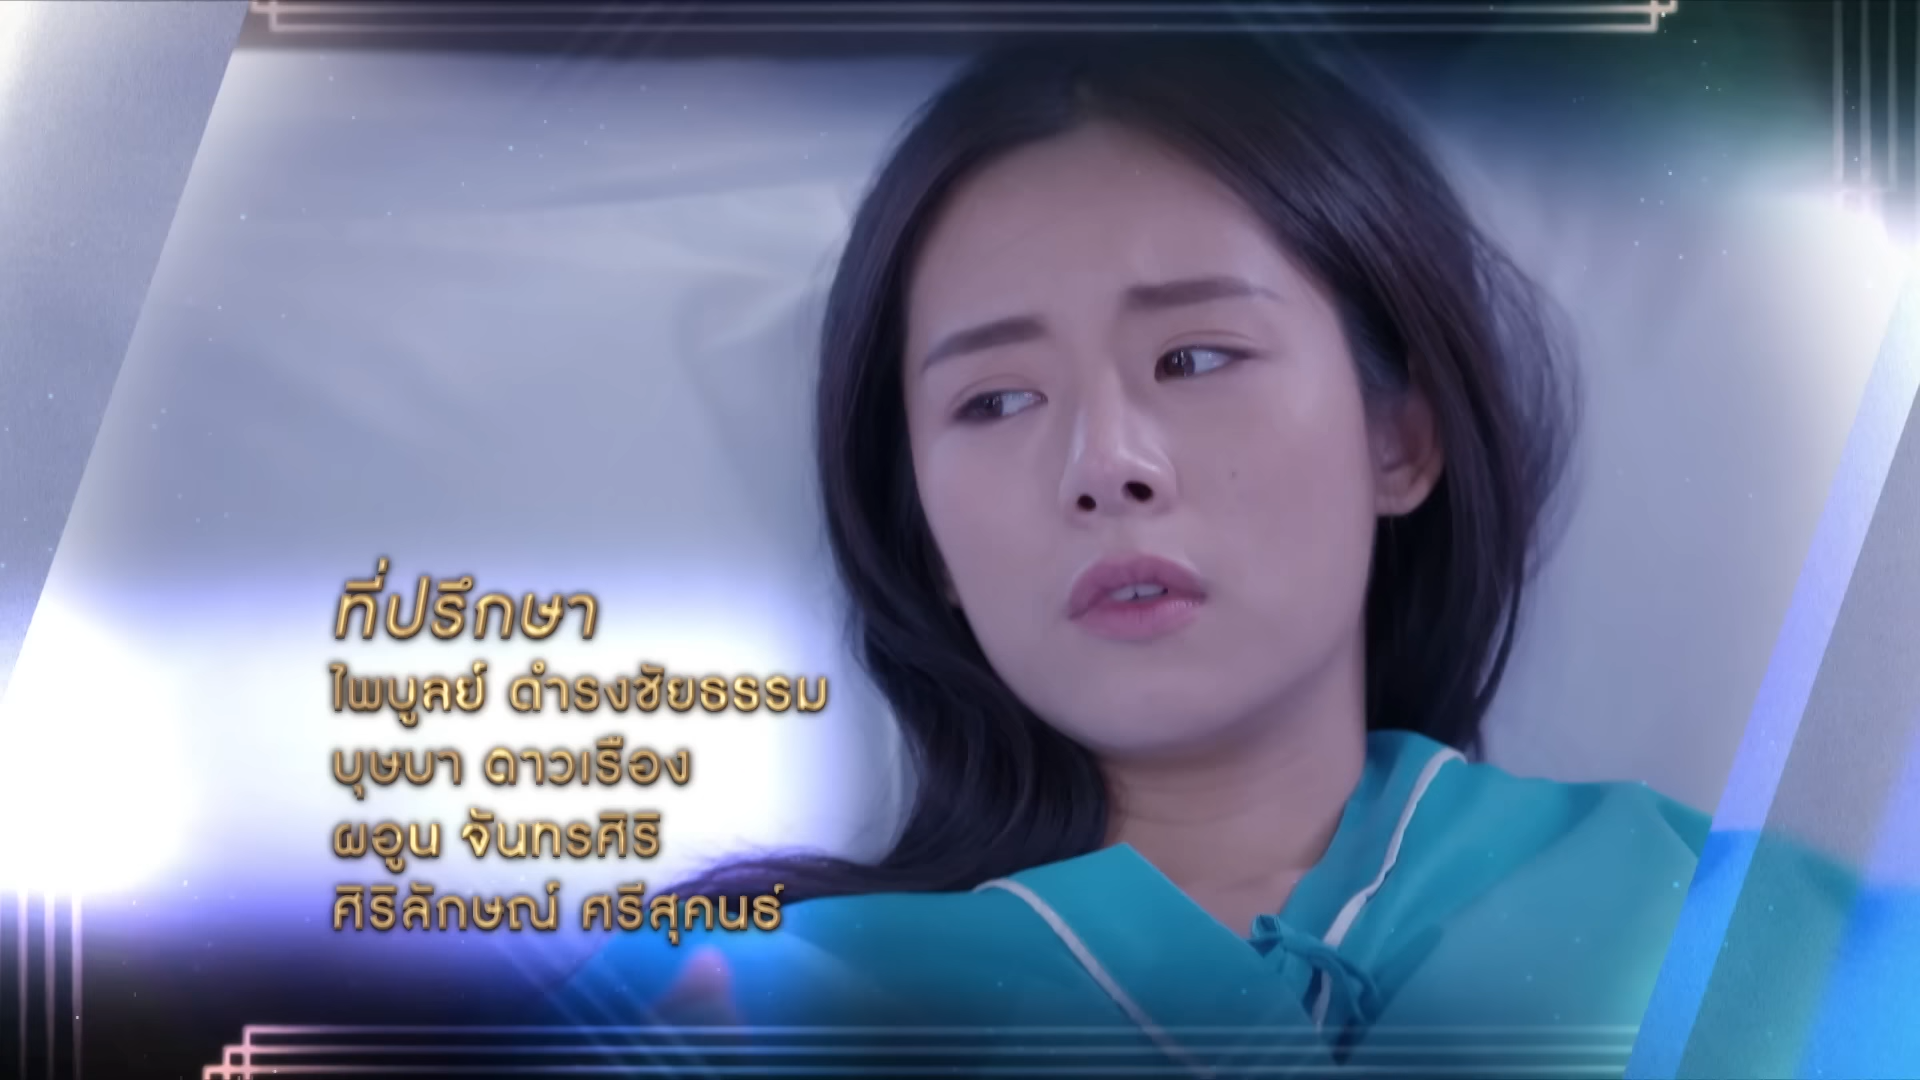 ที่ปรึกษา
ไพบูลย์ ดำรงชัยธรรม
บุษบา ดาวเรือง
ผอูน จันทรศิริ
ศิริลักษณ์ ศรีสุคนธ์